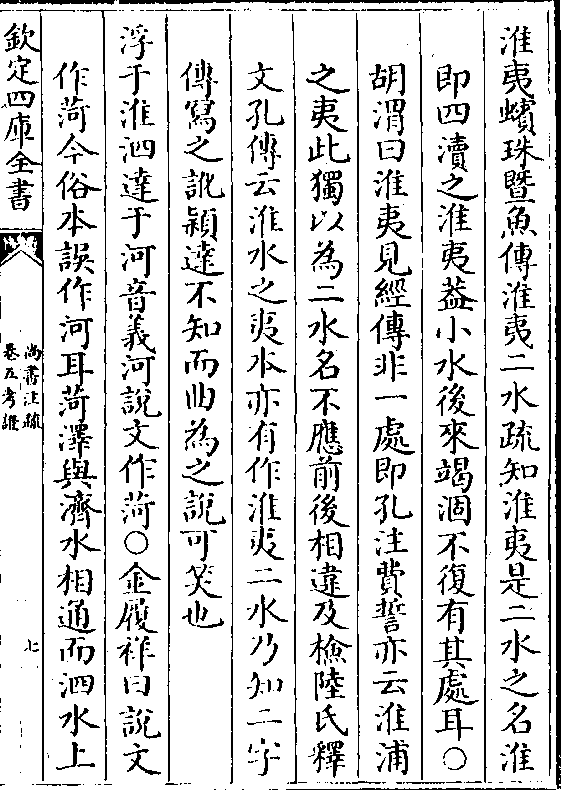 淮夷蠙珠暨魚傳淮夷二水疏知淮夷是二水之名淮
即四瀆之淮夷葢小水後來竭涸不復有其處耳○
胡渭曰淮夷見經傳非一處即孔注費誓亦云淮浦
之夷此獨以為二水名不應前後相違及檢陸氏釋
文孔傳云淮水之夷本亦有作淮夷二水乃知二字
傳寫之訛穎達不知而曲為之說可笑也
浮于淮泗達于河音義河說文作菏○金履祥曰說文
作菏今俗本誤作河耳菏澤與濟水相通而泗水上
欽定四庫全書
尚書注疏
卷五考證
七